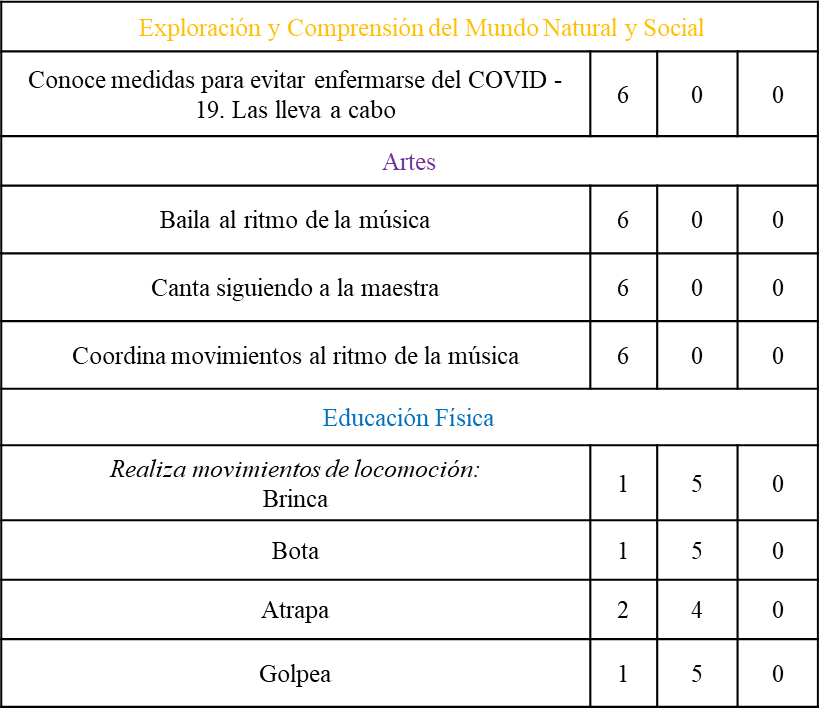 Exploración y Comprensión del Mundo Natural y Social
Conoce medidas para evitar enfermarse del COVID -
19. Las lleva a cabo 6 0 0
Artes
Baila al ritmo de la música 6 0 0
Canta siguiendo a la maestra 6 0 0
Coordina movimientos al ritmo de la música 6 0 0
Educación Física
Realiza movimientos de locomoción:
Brinca 1 5 0
Bota 1 5 0
Atrapa 2 4 0
Golpea 1 5 0